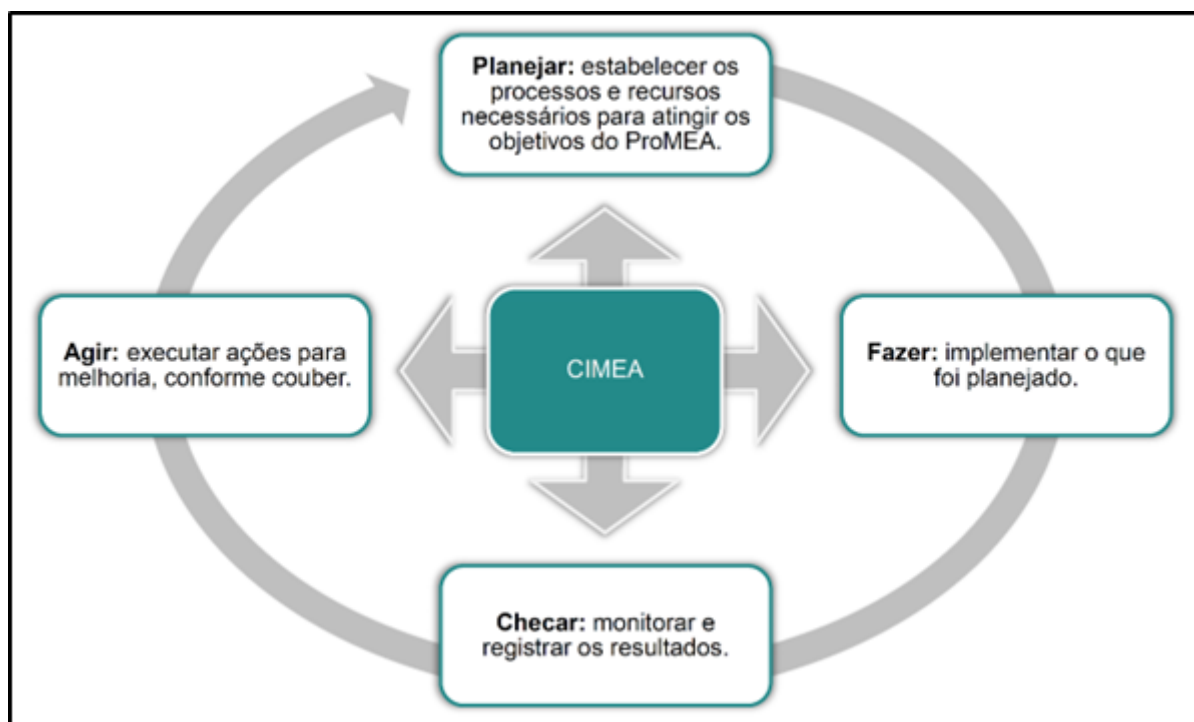 Planejar: estabelecer os
processos e recursos
necessários para atingir os
objetivos do ProMEA.
Agir: executar ações para
melhoria, conforme couber.
CIMEA
Fazer: implementar o que
foi planejado.
Checar: monitorar e
registrar os resultados.